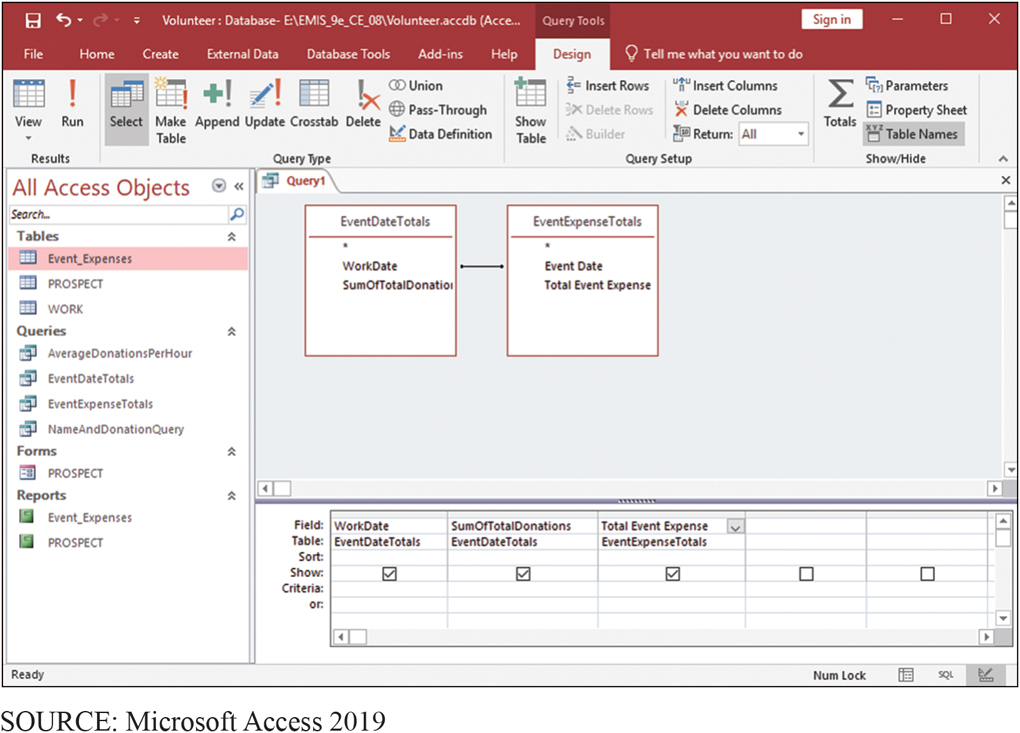 Volunteer : Database- E:\EMIS_9e_CE_08\Volunteer.accdb (Acce... Query Tools Sign in
File Home Create External Data Database Tools Add-ins Help Design Tell me what you want to do
View Run Select Make Table Append Update Crosstab Delete
Union
Pass-Through
Data Definition
Show Table
Insert Rows
Delete Rows
Builder
Insert Columns
Delete Columns
Return: All
Totals
Parameters
Property Sheet
XYZ Table Names
Results Query Type Query Setup Show/Hide
All Access Objects
Search...
Tables
Event_Expenses
PROSPECT
WORK
Queries
AverageDonationsPerHour
EventDateTotals
EventExpenseTotals
NameAndDonationQuery
Forms
PROSPECT
Reports
Event_Expenses
PROSPECT
Query1
EventDateTotals
*
WorkDate
SumOfTotalDonation
EventExpenseTotals
*
Event Date
Total Event Expense
Field: WorkDate SumOfTotalDonations Total Event Expense
Table: EventDateTotals EventDateTotals EventExpenseTotals
Sort:
Show:
Criteria:
or:
Ready Num Lock SQL
SOURCE: Microsoft Access 2019